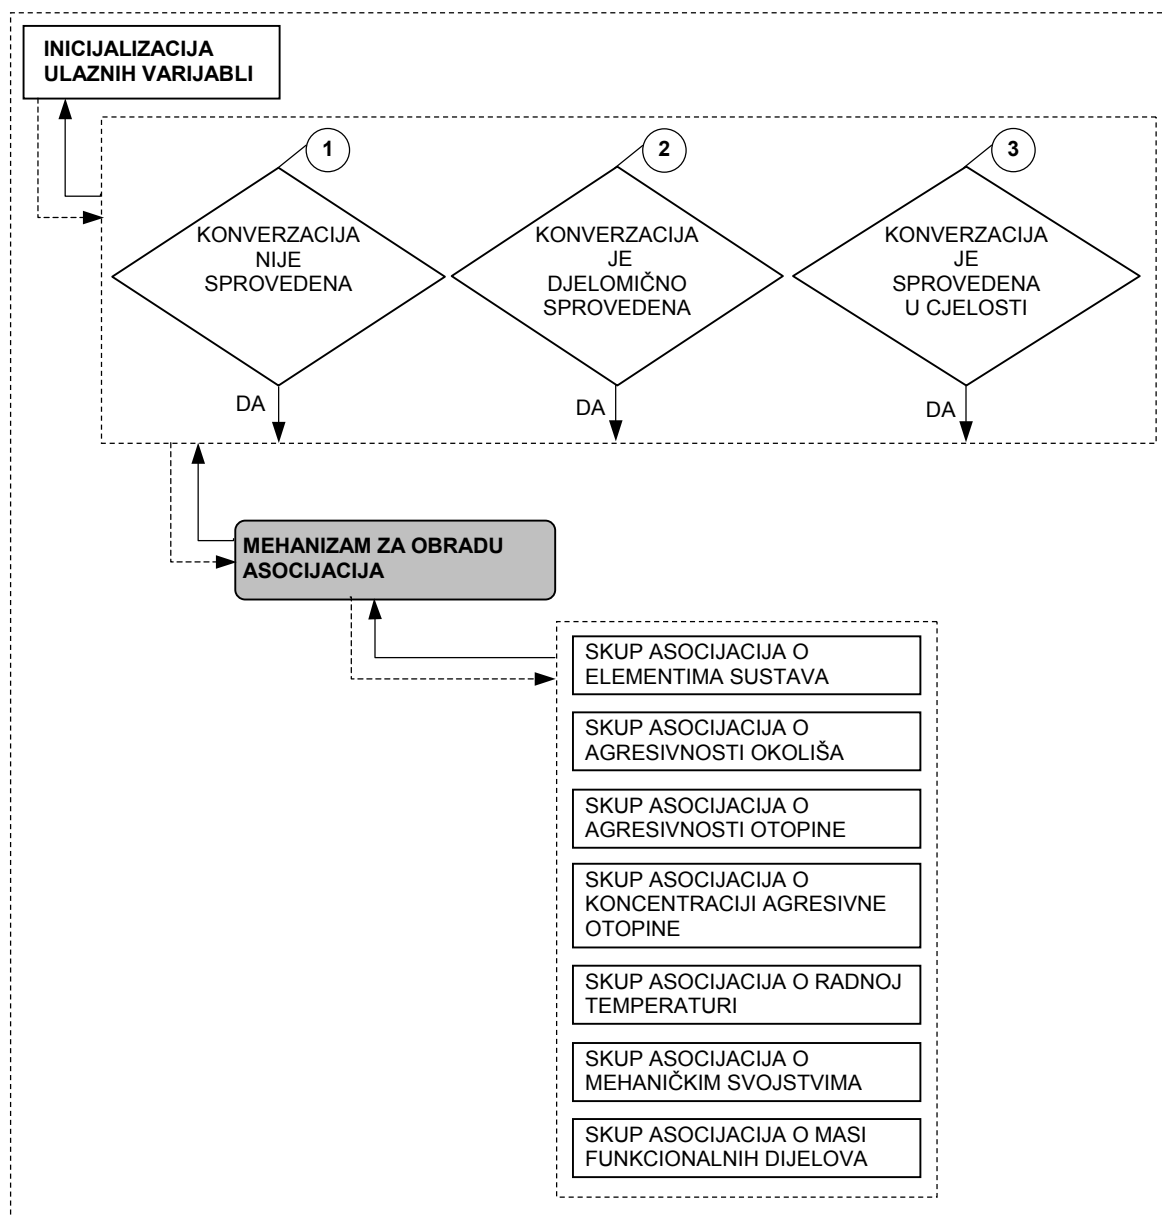 INICIJALIZACIJA
ULAZNIH VARIJABLI
1
KONVERZACIJA
NIJE
SPROVEDENA
DA
2
KONVERZACIJA
JE
DJELOMIČNO
SPROVEDENA
DA
3
KONVERZACIJA
JE
SPROVEDENA
U CJELOSTI
DA
MEHANIZAM ZA OBRADU
ASOCIJACIJA
SKUP ASOCIJACIJA O
ELEMENTIMA SUSTAVA
SKUP ASOCIJACIJA O
AGRESIVNOSTI OKOLIŠA
SKUP ASOCIJACIJA O
AGRESIVNOSTI OTOPINE
SKUP ASOCIJACIJA O
KONCENTRACIJI AGRESIVNE
OTOPINE
SKUP ASOCIJACIJA O RADNOJ
TEMPERATURI
SKUP ASOCIJACIJA O
MEHANIČKIM SVOJSTVIMA
SKUP ASOCIJACIJA O MASI
FUNKCIONALNIH DIJELOVA